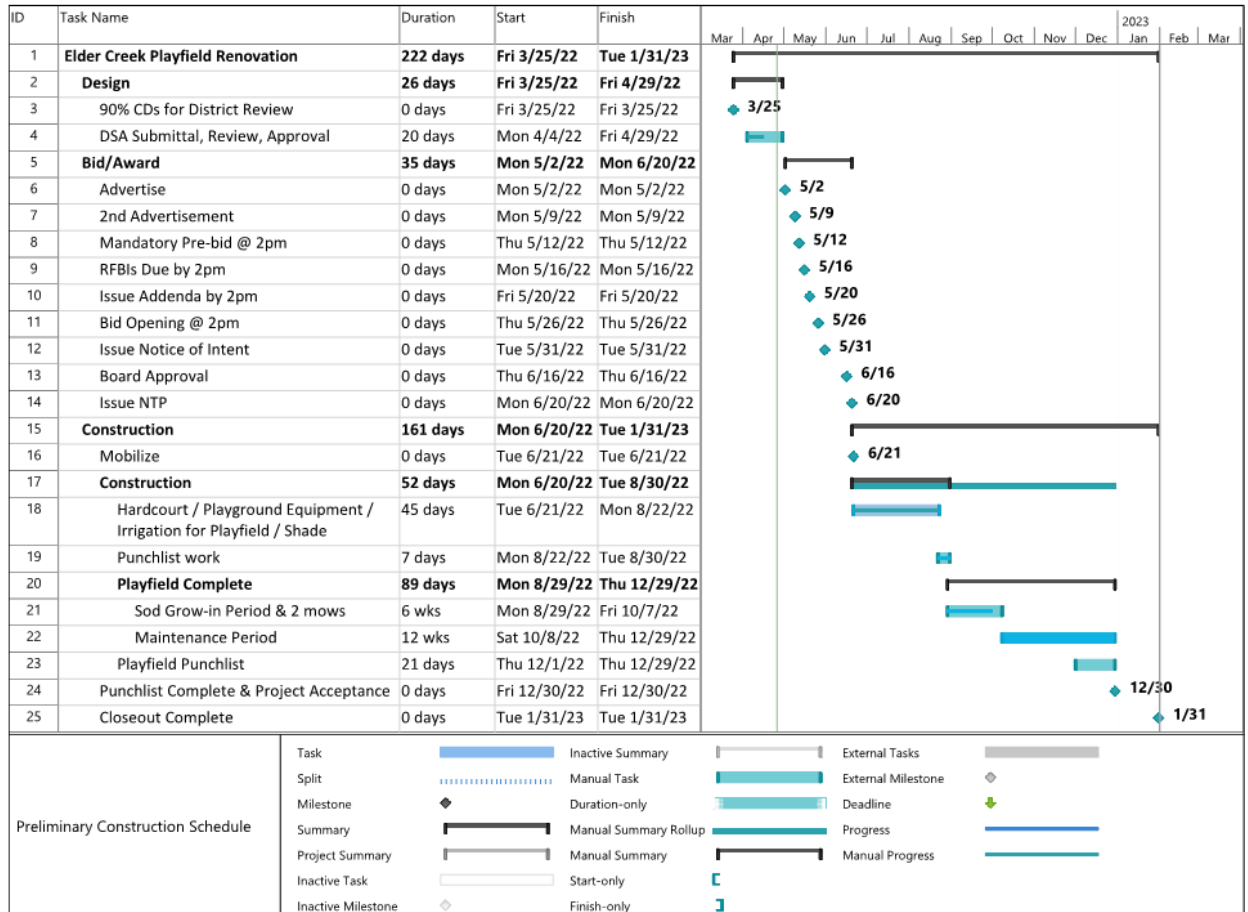 ID Task Name Duration Start Finish 2023
Mar Apr May Jun Jul Aug Sep Oct Nov Dec Jan Feb Mar
1 Elder Creek Playfield Renovation 222 days Fri 3/25/22 Tue 1/31/23
2 Design 26 days Fri 3/25/22 Fri 4/29/22
3 90% CDs for District Review 0 days Fri 3/25/22 Fri 3/25/22 3/25
4 DSA Submittal, Review, Approval 20 days Mon 4/4/22 Fri 4/29/22
5 Bid/Award 35 days Mon 5/2/22 Mon 6/20/22
6 Advertise 0 days Mon 5/2/22 Mon 5/2/22 5/2
7 2nd Advertisement 0 days Mon 5/9/22 Mon 5/9/22 5/9
8 Mandatory Pre-bid @ 2pm 0 days Thu 5/12/22 Thu 5/12/22 5/12
9 RFBIs Due by 2pm 0 days Mon 5/16/22 Mon 5/16/22 5/16
10 Issue Addenda by 2pm 0 days Fri 5/20/22 Fri 5/20/22 5/20
11 Bid Opening @ 2pm 0 days Thu 5/26/22 Thu 5/26/22 5/26
12 Issue Notice of Intent 0 days Tue 5/31/22 Tue 5/31/22 5/31
13 Board Approval 0 days Thu 6/16/22 Thu 6/16/22 6/16
14 Issue NTP 0 days Mon 6/20/22 Mon 6/20/22 6/20
15 Construction 161 days Mon 6/20/22 Tue 1/31/23
16 Mobilize 0 days Tue 6/21/22 Tue 6/21/22 6/21
17 Construction 52 days Mon 6/20/22 Tue 8/30/22
18 Hardcourt / Playground Equipment / 45 days Tue 6/21/22 Mon 8/22/22
Irrigation for Playfield / Shade
19 Punchlist work 7 days Mon 8/22/22 Tue 8/30/22
20 Playfield Complete 89 days Mon 8/29/22 Thu 12/29/22
21 Sod Grow-in Period & 2 mows 6 wks Mon 8/29/22 Fri 10/7/22
22 Maintenance Period 12 wks Sat 10/8/22 Thu 12/29/22
23 Playfield Punchlist 21 days Thu 12/1/22 Thu 12/29/22
24 Punchlist Complete & Project Acceptance 0 days Fri 12/30/22 Fri 12/30/22 12/30
25 Closeout Complete 0 days Tue 1/31/23 Tue 1/31/23 1/31
Preliminary Construction Schedule
Task Inactive Summary External Tasks
Split Manual Task External Milestone
Milestone Duration-only Deadline
Summary Manual Summary Rollup Progress
Project Summary Manual Summary Manual Progress
Inactive Task Start-only
Inactive Milestone Finish-only